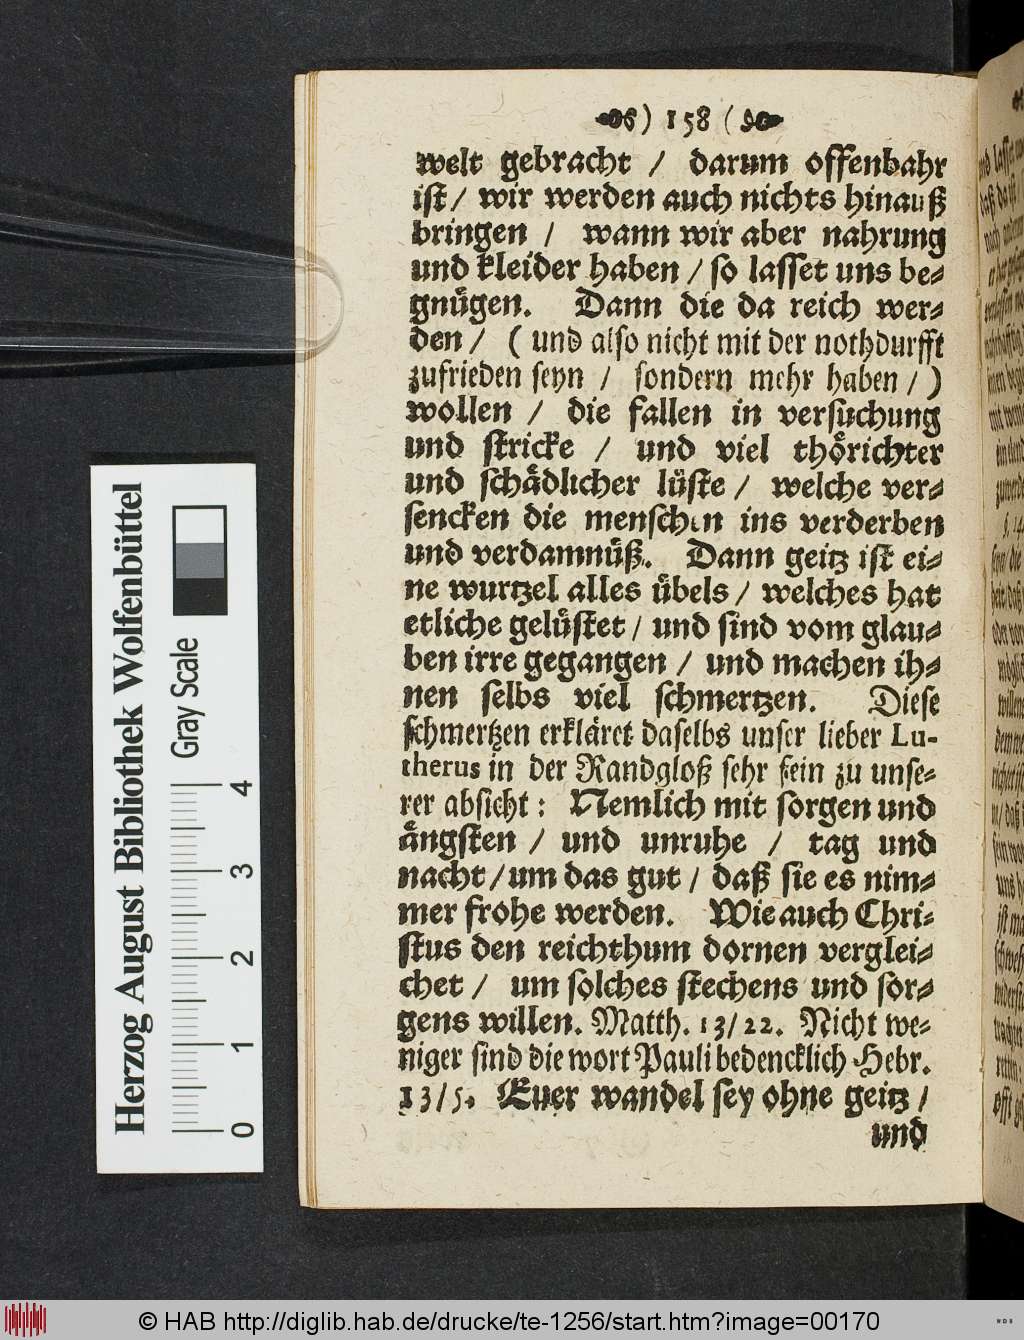 ) 158 (
welt gebracht / darum offenbahr
ist / wir werden auch nichts hinauß
bringen / wann wir aber nahrung
und kleider haben / so lasset uns be-
gnügen. Dann die da reich wer-
den / ( und also nicht mit der nothdurfft
zufrieden seyn / sondern mehr haben / )
wollen / die fallen in versuchung
und stricke / und viel thörichter
und schädlicher lüste / welche ver-
sencken die menschen ins verderben
und verdamnüß. Dann geitz ist ei-
ne wurtzel alles übels / welches hat
etliche gelüstet / und sind vom glau-
ben irre gegangen / und machen ih-
nen selbs viel schmertzen. Diese
schmertzen erkläret daselbs unser lieber Lu-
therus in der Randgloß sehr fein zu unse-
rer absicht: Nemlich mit sorgen und
ängsten / und unruhe / tag und
nacht / um das gut / daß sie es nim-
mer frohe werden. Wie auch Chri-
stus den reichthum dornen verglei-
chet / um solches stechens und sor-
gens willen. Matth. 13/22. Nicht we-
niger sind die wort Pauli bedencklich Hebr.
13/5. Euer wandel sey ohne geitz /
und
Herzog August Bibliothek Wolfenbüttel
Gray Scale
0 1 2 3 4
© HAB http://diglib.hab.de/drucke/te-1256/start.htm?image=00170